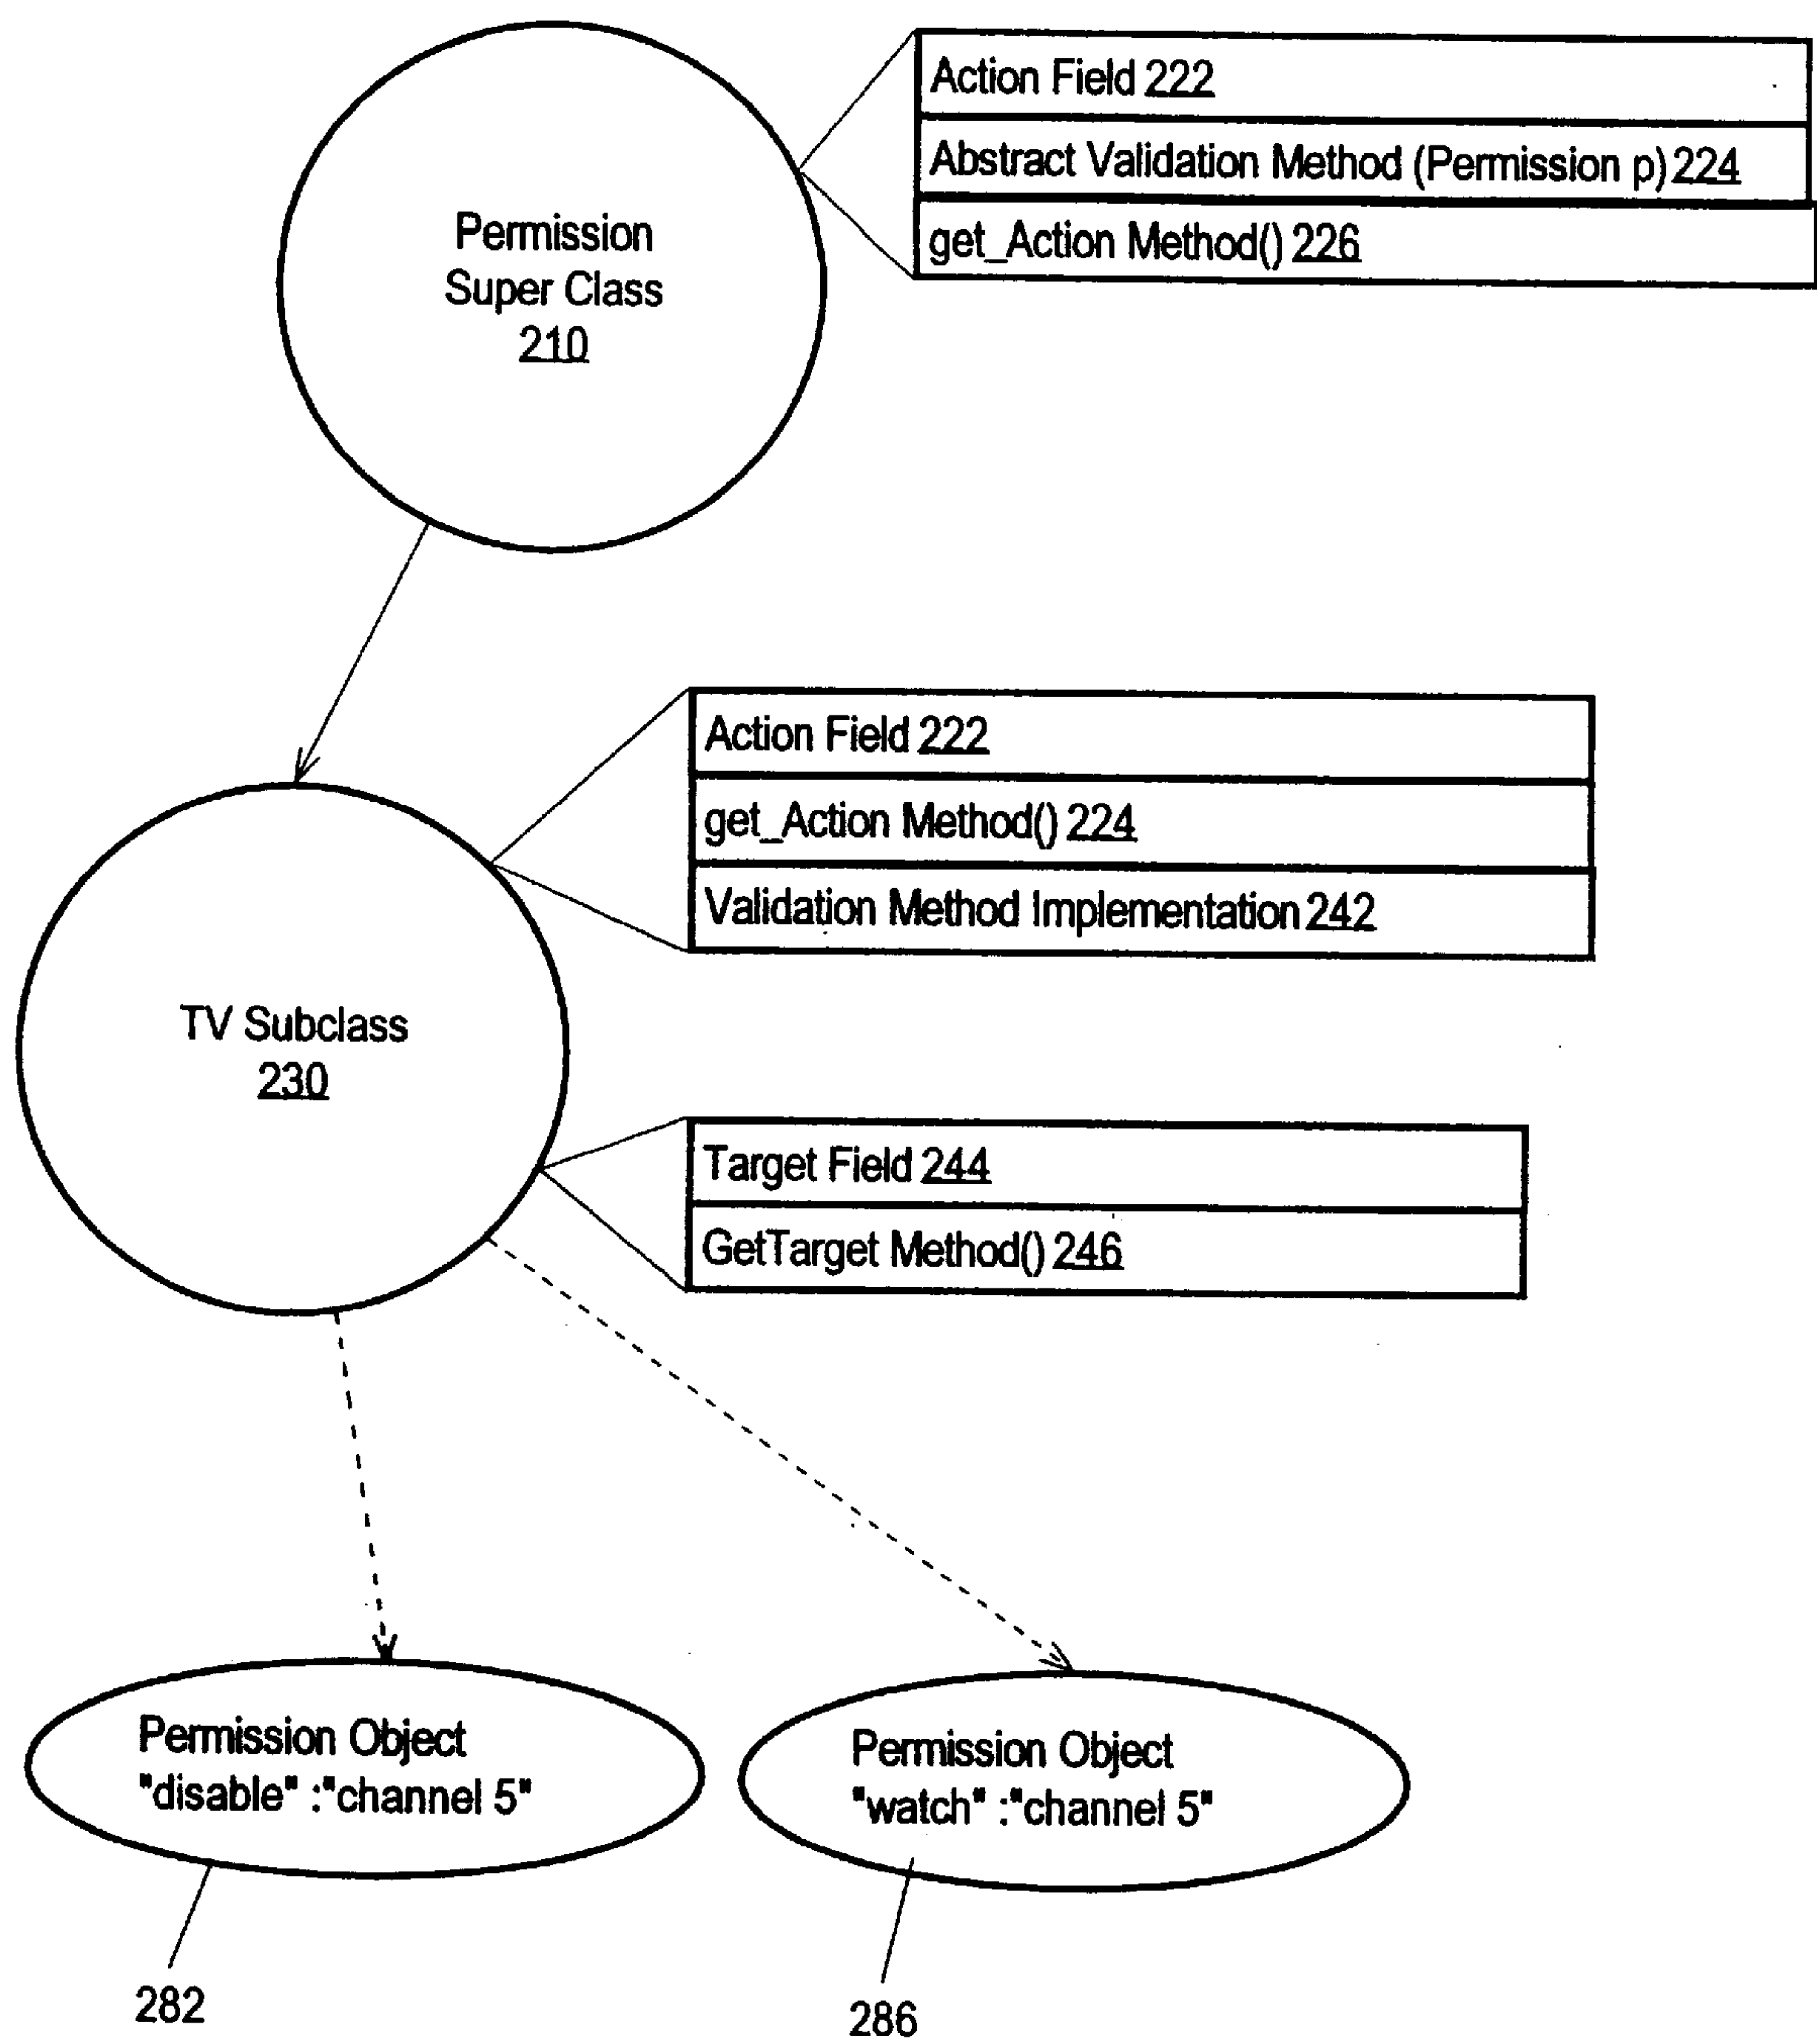 Action Field 222
Abstract Validation Method (Permission p) 224
get_Action Method() 226
Permission
Super Class
210
Action Field 222
get_Action Method() 224
Validation Method Implementation 242
TV Subclass
230
Target Field 244
GetTarget Method() 246
Permission Object
"disable" :"channel 5"
Permission Object
"watch" :"channel 5"
282
286